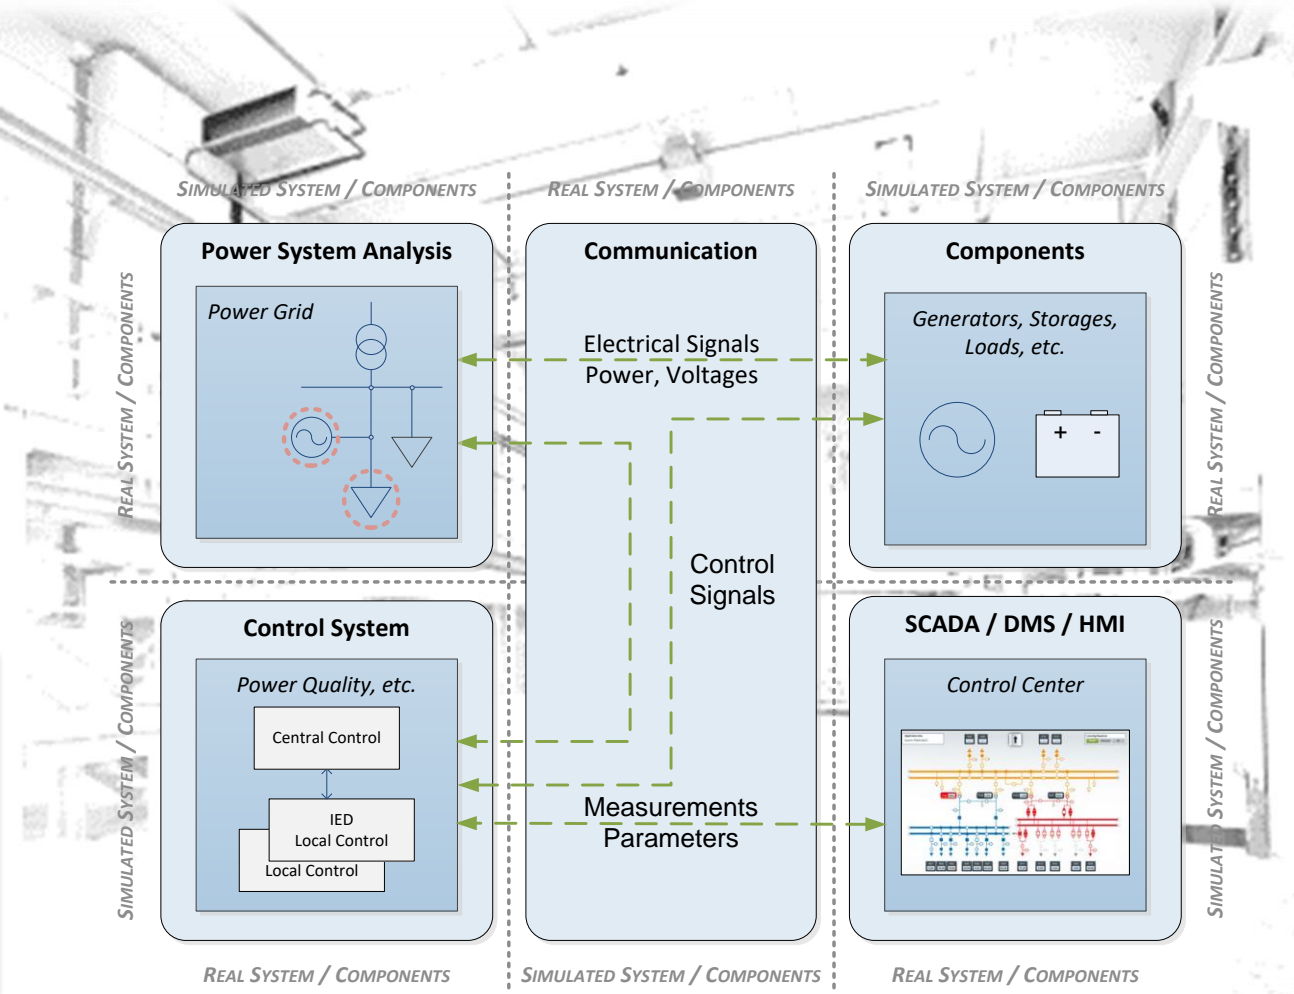 SIMULATED SYSTEM / COMPONENTS
REAL SYSTEM / COMPONENTS
SIMULATED SYSTEM / COMPONENTS
REAL SYSTEM / COMPONENTS
Power System Analysis
Power Grid
Communication
Electrical Signals
Power, Voltages
Control
Signals
Measurements
Parameters
Components
Generators, Storages,
Loads, etc.
+ -
REAL SYSTEM / COMPONENTS
SIMULATED SYSTEM / COMPONENTS
Control System
Power Quality, etc.
Central Control
IED
Local Control
Local Control
SCADA / DMS / HMI
Control Center
SIMULATED SYSTEM / COMPONENTS
REAL SYSTEM / COMPONENTS
SIMULATED SYSTEM / COMPONENTS
REAL SYSTEM / COMPONENTS